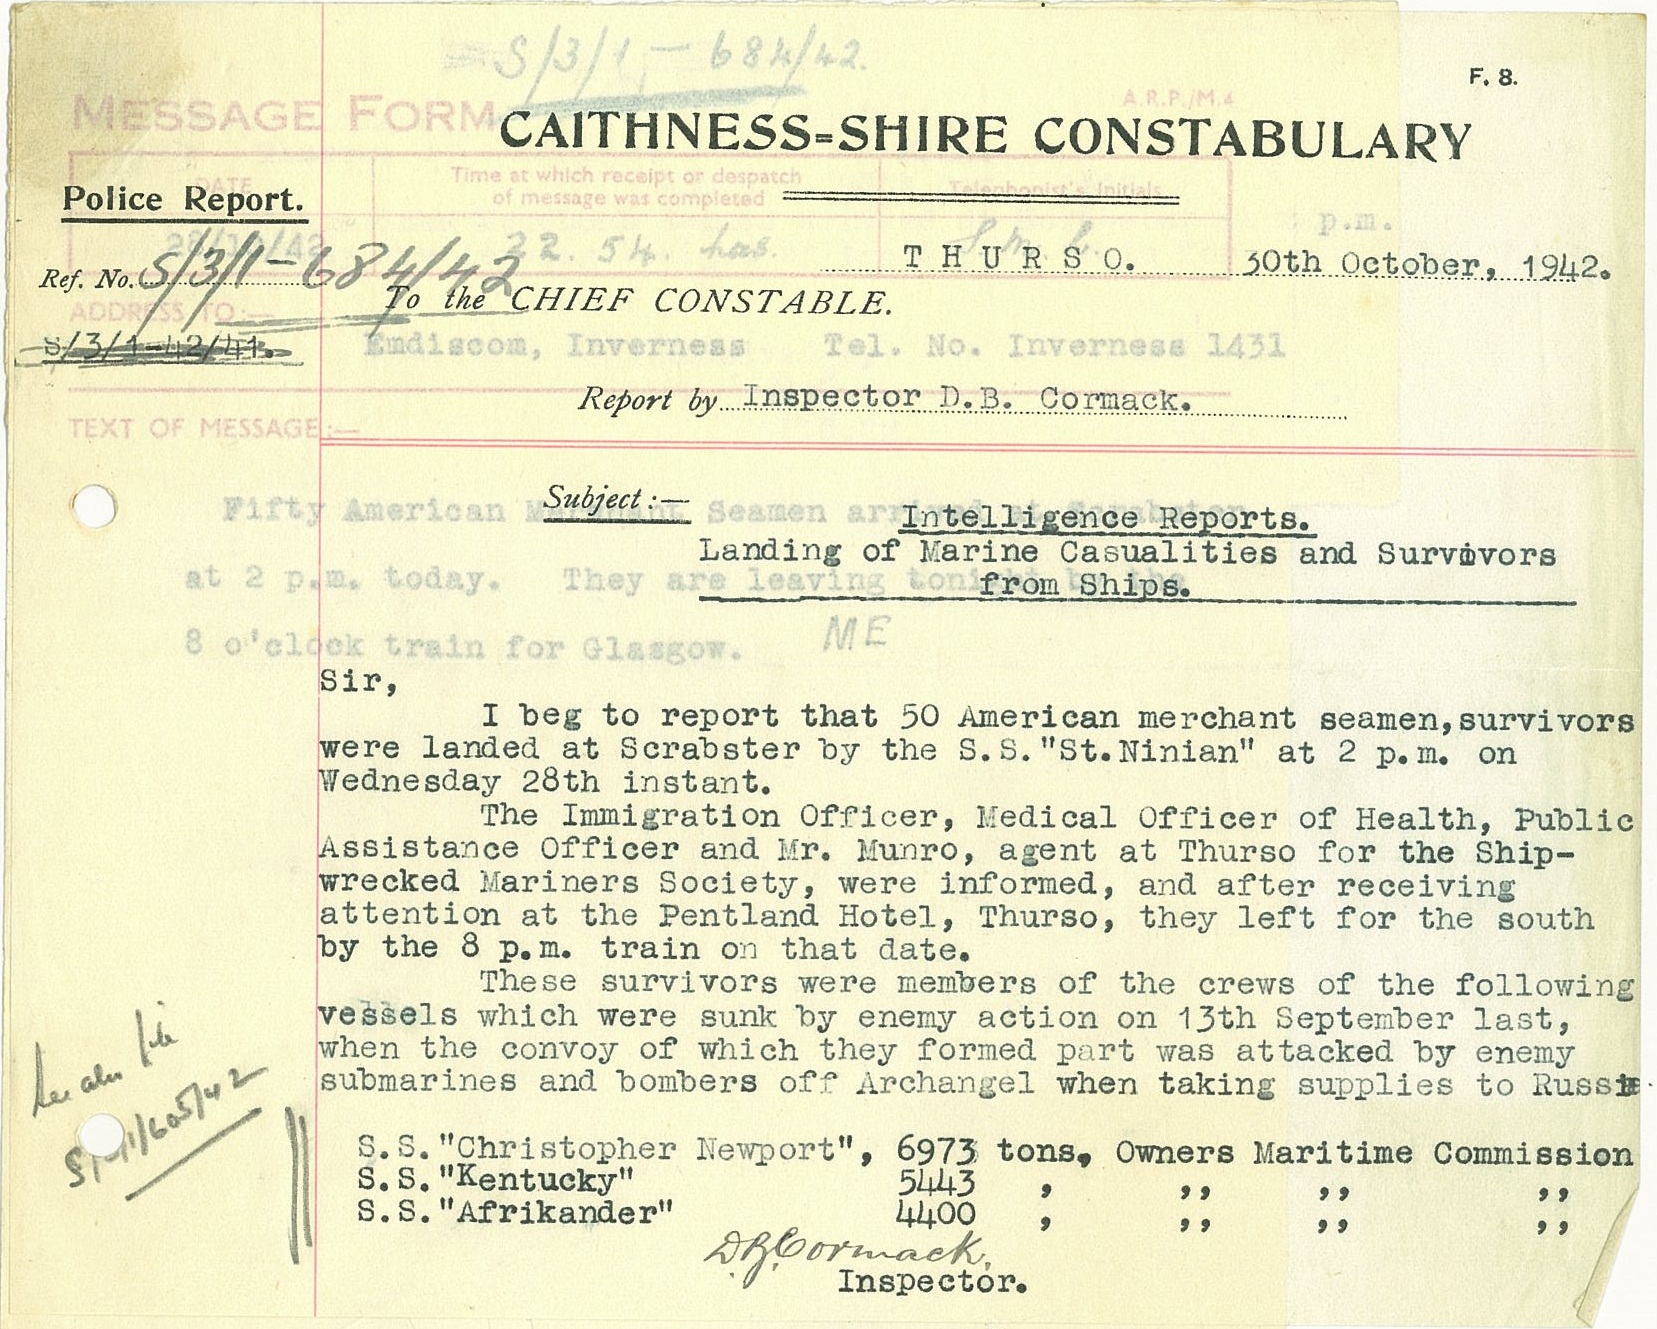 S/3/1 — 684/42.
F. 8.
MESSAGE FORM
A.R.P./M.4
CAITHNESS=SHIRE CONSTABULARY
DATE
Time at which receipt or despatch
of message was completed
Telephonist's Initials
Police Report.
p.m.
28/10/42
22. 54. hrs.
Ref. No. S/3/1-684/42
T H U R S O. 30th October, 1942.
To the CHIEF CONSTABLE.
ADDRESS TO:—
S/3/1-42/41.
Emdiscom, Inverness Tel. No. Inverness 1431
Report by Inspector D.B. Cormack.
TEXT OF MESSAGE:—
Subject:—
Fifty American Merchant Seamen arrived at Scrabster
Intelligence Reports.
Landing of Marine Casualities and Survivors
at 2 p.m. today. They are leaving tonight by the
from Ships.
8 o'clock train for Glasgow.
ME
Sir,
I beg to report that 50 American merchant seamen,survivors
were landed at Scrabster by the S.S."St.Ninian" at 2 p.m. on
Wednesday 28th instant.
The Immigration Officer, Medical Officer of Health, Public
Assistance Officer and Mr. Munro, agent at Thurso for the Ship-
wrecked Mariners Society, were informed, and after receiving
attention at the Pentland Hotel, Thurso, they left for the south
by the 8 p.m. train on that date.
These survivors were members of the crews of the following
vessels which were sunk by enemy action on 13th September last,
when the convoy of which they formed part was attacked by enemy
submarines and bombers off Archangel when taking supplies to Russia
S.S."Christopher Newport", 6973 tons, Owners Maritime Commission
S.S."Kentucky" 5443 , ,, ,, ,,
S.S."Afrikander" 4400 , ,, ,, ,,
D.B.Cormack,
Inspector.
see also file